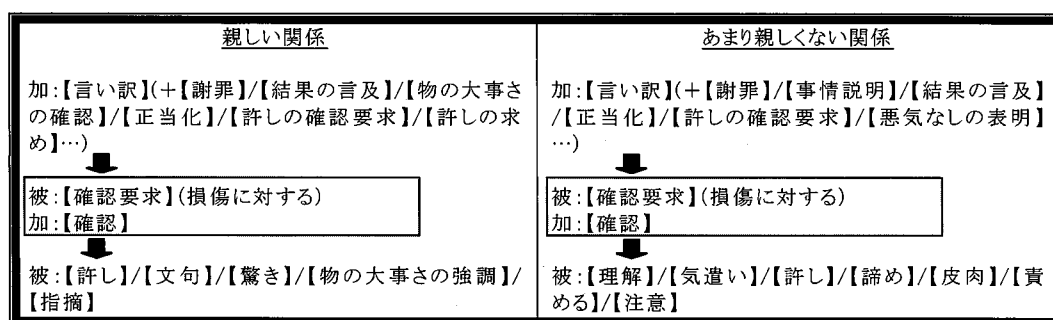 親しい関係
加:【言い訳】(+【謝罪】/【結果の言及】/【物の大事さ
の確認】/【正当化】/【許しの確認要求】/【許しの求
め】…)
被:【確認要求】(損傷に対する)
加:【確認】
被:【許し】/【文句】/【驚き】/【物の大事さの強調】/
【指摘】
あまり親しくない関係
加:【言い訳】(+【謝罪】/【事情説明】/【結果の言及】
/【正当化】/【許しの確認要求】/【悪気なしの表明】
…)
被:【確認要求】(損傷に対する)
加:【確認】
被:【理解】/【気遣い】/【許し】/【諦め】/【皮肉】/【責
める】/【注意】